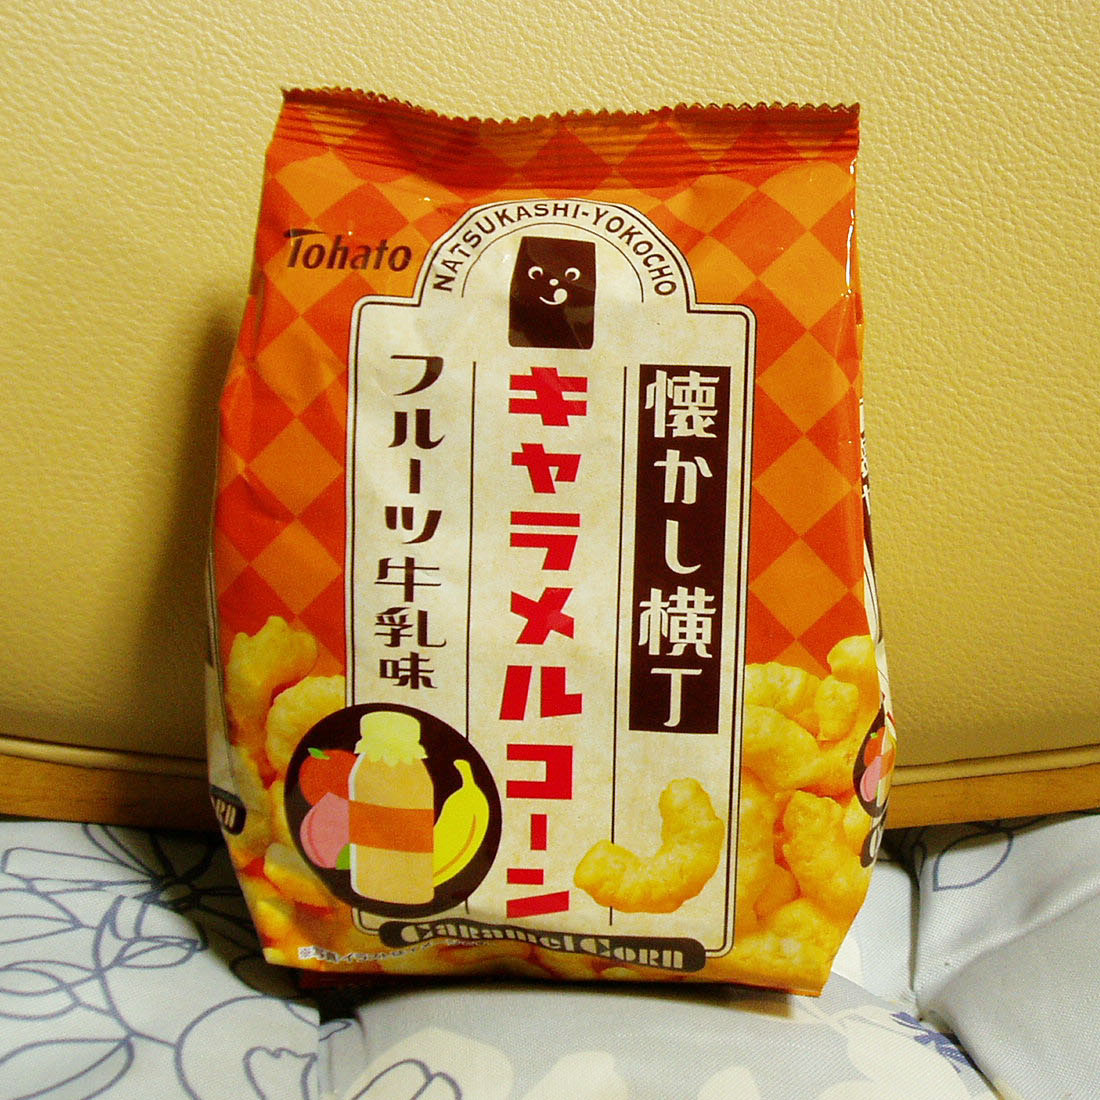 Tohato
NATSUKASHI-YOKOCHO
懐かし横丁
キャラメルコーン
フルーツ牛乳味
Caramel Corn